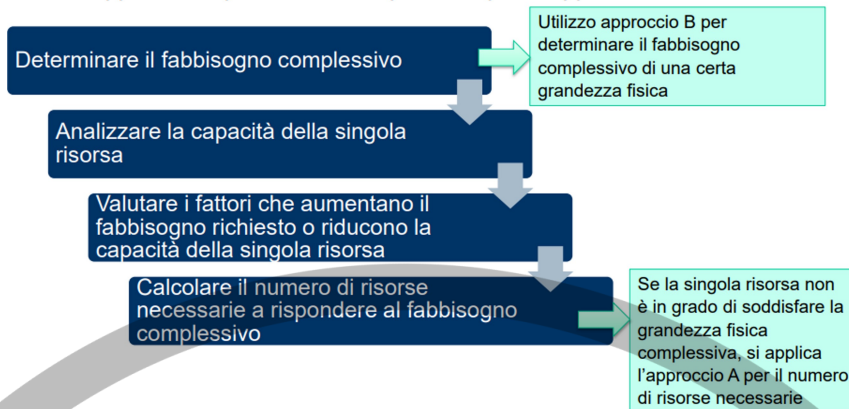 Determinare il fabbisogno complessivo
Utilizzo approccio B per
determinare il fabbisogno
complessivo di una certa
grandezza fisica
Analizzare la capacità della singola
risorsa
Valutare i fattori che aumentano il
fabbisogno richiesto o riducono la
capacità della singola risorsa
Calcolare il numero di risorse
necessarie a rispondere al fabbisogno
complessivo
Se la singola risorsa non
è in grado di soddisfare la
grandezza fisica
complessiva, si applica
l'approccio A per il numero
di risorse necessarie